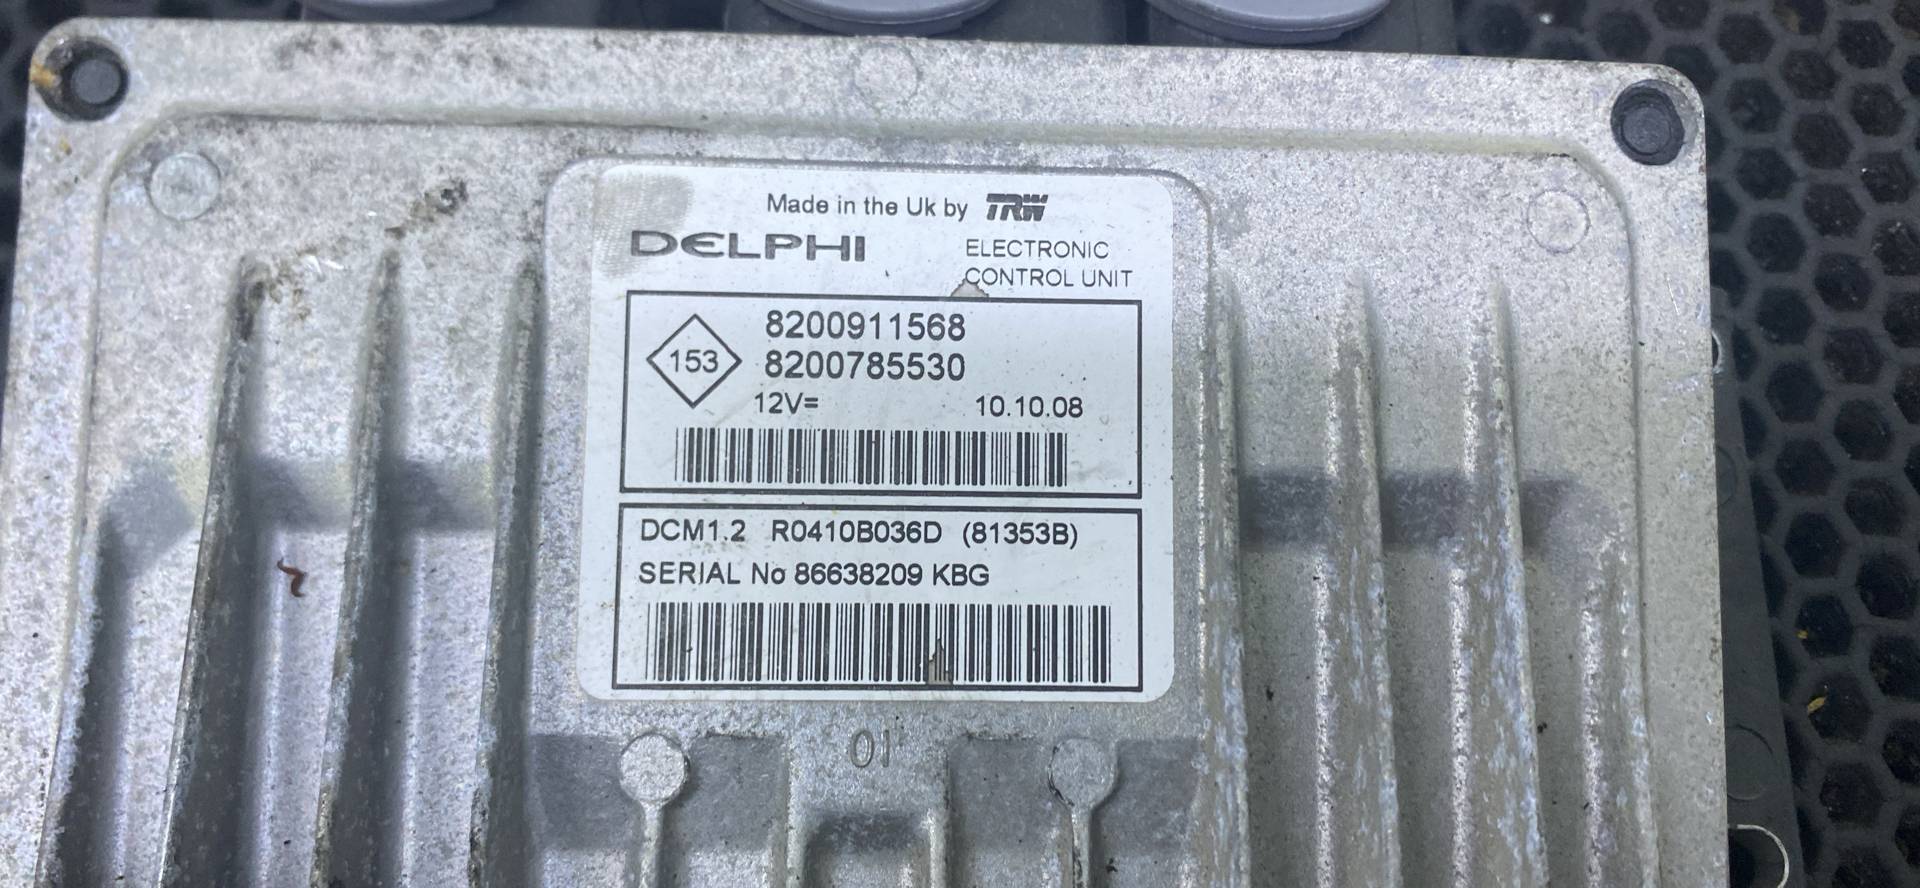 Made in the Uk by TRW
DELPHI
ELECTRONIC
CONTROL UNIT
153
8200911568
8200785530
12V= 10.10.08
DCM1.2 R0410B036D (81353B)
SERIAL No 86638209 KBG
01